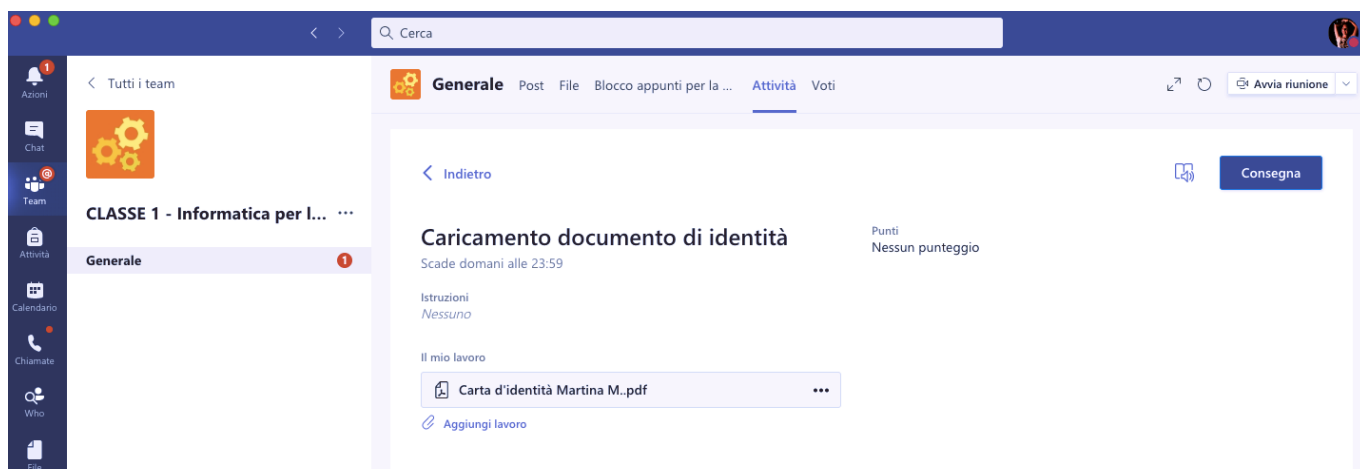 Cerca
1
Azioni
Chat
@
Team
Attività
Calendario
Chiamate
Who
File
Tutti i team
CLASSE 1 - Informatica per l... ...
Generale 1
Generale Post File Blocco appunti per la ... Attività Voti
Avvia riunione
Indietro
Consegna
Caricamento documento di identità
Scade domani alle 23:59
Punti
Nessun punteggio
Istruzioni
Nessuno
Il mio lavoro
Carta d'identità Martina M..pdf ...
Aggiungi lavoro